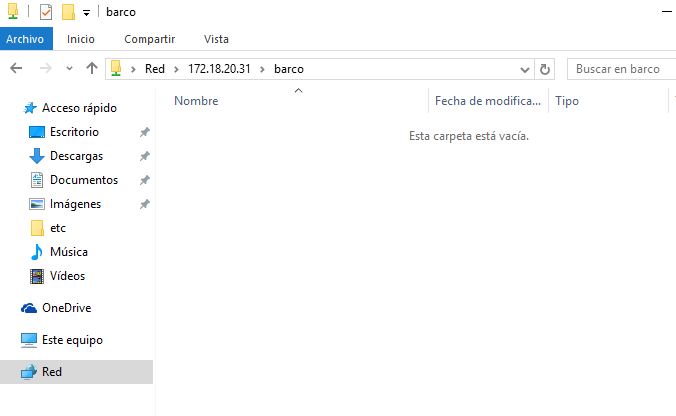 barco
Archivo Inicio Compartir Vista
Red 172.18.20.31 barco Buscar en barco
Nombre Fecha de modifica... Tipo
Esta carpeta está vacía.
Acceso rápido
Escritorio
Descargas
Documentos
Imágenes
etc
Música
Vídeos
OneDrive
Este equipo
Red